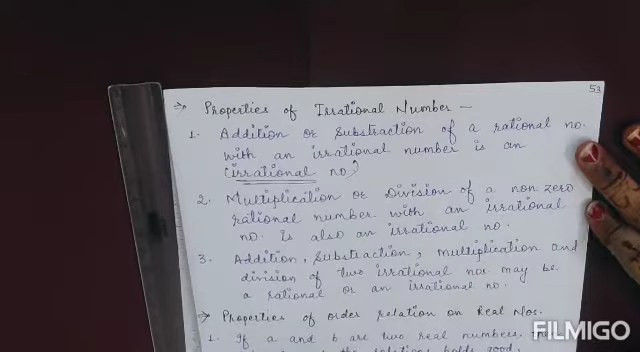 53
→ Properties of Irrational Number —
1. Addition or Substraction of a rational no.
with an irrational number is an
(irrational no)
2. Multiplication or Division of a non zero
rational number with an irrational
no. is also an irrational no.
3. Addition, Substraction, multiplication and
division of two irrational nos may be
a rational or an irrational no.
→ Properties of order relation on Real Nos.
1. If a and b are two real numbers,
holds good,
FILMIGO